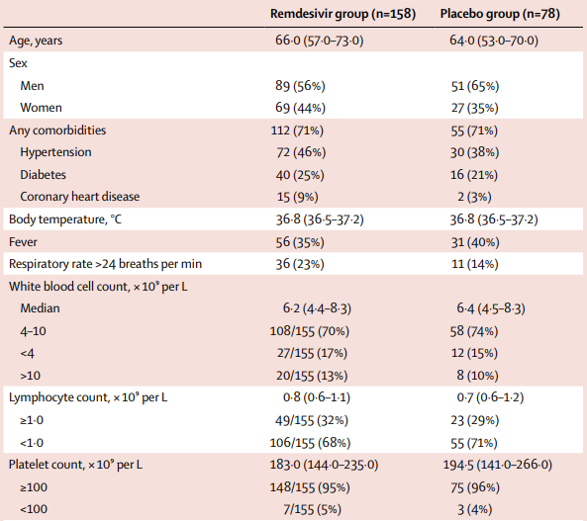 Remdesivir group (n=158) Placebo group (n=78)
Age, years 66·0 (57·0–73·0) 64·0 (53·0–70·0)
Sex
Men 89 (56%) 51 (65%)
Women 69 (44%) 27 (35%)
Any comorbidities 112 (71%) 55 (71%)
Hypertension 72 (46%) 30 (38%)
Diabetes 40 (25%) 16 (21%)
Coronary heart disease 15 (9%) 2 (3%)
Body temperature, °C 36·8 (36·5–37·2) 36·8 (36·5–37·2)
Fever 56 (35%) 31 (40%)
Respiratory rate >24 breaths per min 36 (23%) 11 (14%)
White blood cell count, × 10⁹ per L
Median 6·2 (4·4–8·3) 6·4 (4·5–8·3)
4–10 108/155 (70%) 58 (74%)
<4 27/155 (17%) 12 (15%)
>10 20/155 (13%) 8 (10%)
Lymphocyte count, × 10⁹ per L 0·8 (0·6–1·1) 0·7 (0·6–1·2)
≥1·0 49/155 (32%) 23 (29%)
<1·0 106/155 (68%) 55 (71%)
Platelet count, × 10⁹ per L 183·0 (144·0–235·0) 194·5 (141·0–266·0)
≥100 148/155 (95%) 75 (96%)
<100 7/155 (5%) 3 (4%)